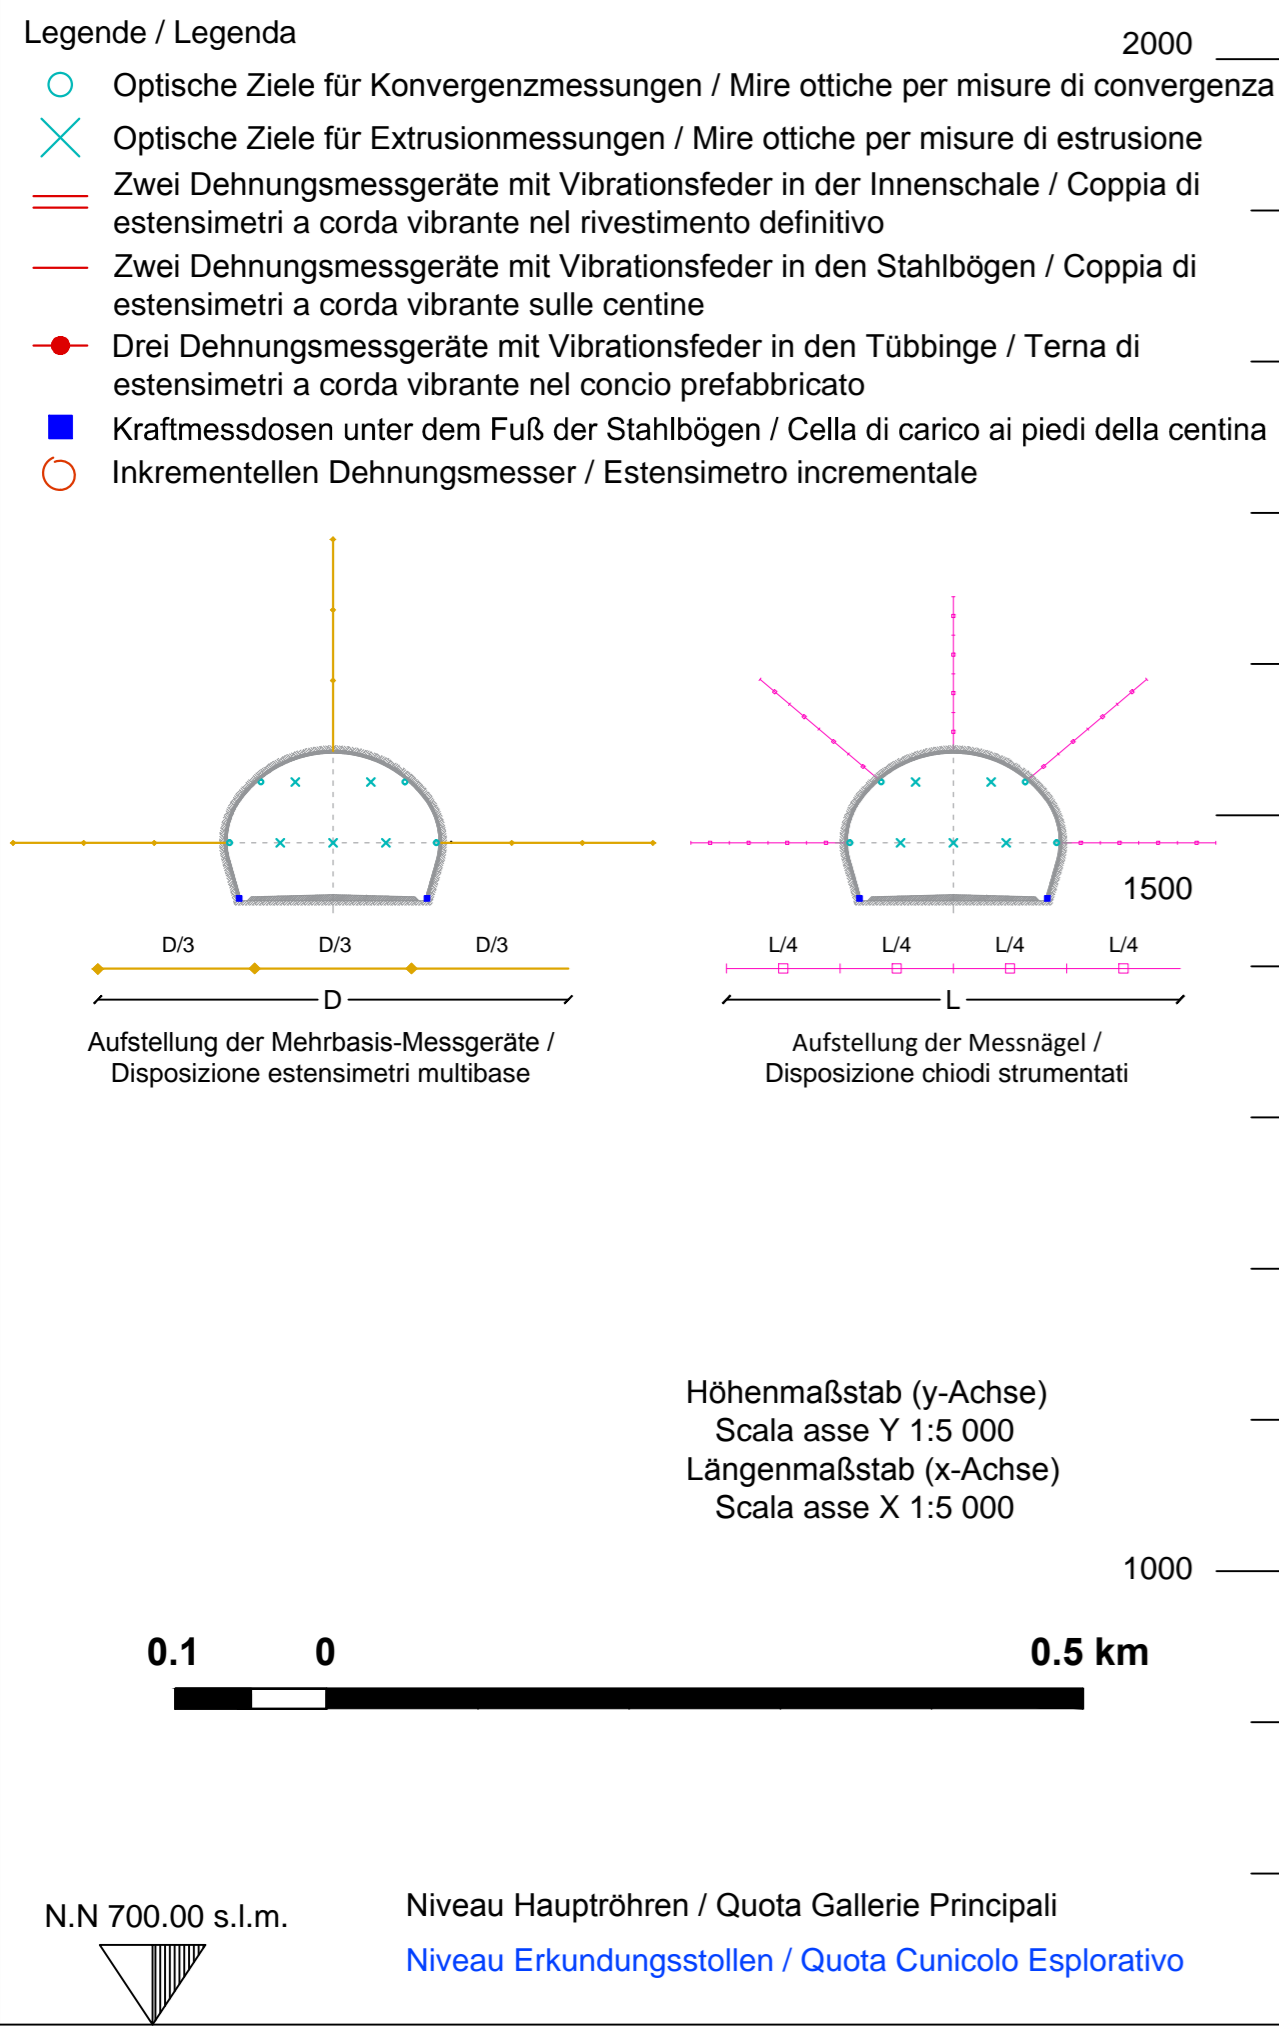 Legende / Legenda
2000
Optische Ziele für Konvergenzmessungen / Mire ottiche per misure di convergenza
Optische Ziele für Extrusionmessungen / Mire ottiche per misure di estrusione
Zwei Dehnungsmessgeräte mit Vibrationsfeder in der Innenschale / Coppia di
estensimetri a corda vibrante nel rivestimento definitivo
Zwei Dehnungsmessgeräte mit Vibrationsfeder in den Stahlbögen / Coppia di
estensimetri a corda vibrante sulle centine
Drei Dehnungsmessgeräte mit Vibrationsfeder in den Tübbinge / Terna di
estensimetri a corda vibrante nel concio prefabbricato
Kraftmessdosen unter dem Fuß der Stahlbögen / Cella di carico ai piedi della centina
Inkrementellen Dehnungsmesser / Estensimetro incrementale
1500
D/3 D/3 D/3
D
Aufstellung der Mehrbasis-Messgeräte /
Disposizione estensimetri multibase
L/4 L/4 L/4 L/4
L
Aufstellung der Messnägel /
Disposizione chiodi strumentati
Höhenmaßstab (y-Achse)
Scala asse Y 1:5 000
Längenmaßstab (x-Achse)
Scala asse X 1:5 000
1000
0.1 0 0.5 km
N.N 700.00 s.l.m.
Niveau Hauptröhren / Quota Gallerie Principali
Niveau Erkundungsstollen / Quota Cunicolo Esplorativo